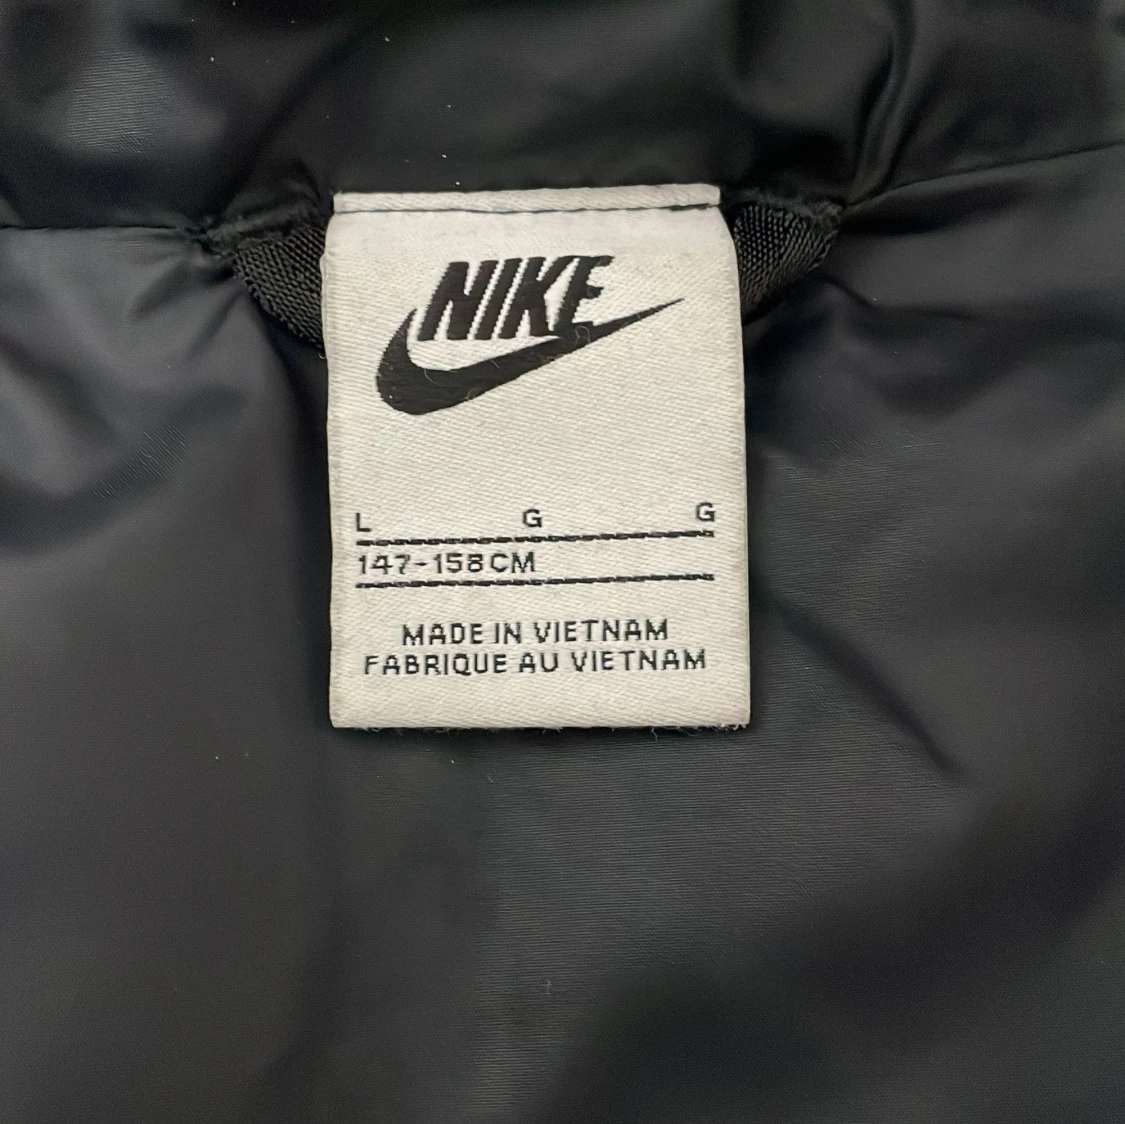 NIKE
L G G
147-158CM
MADE IN VIETNAM
FABRIQUE AU VIETNAM